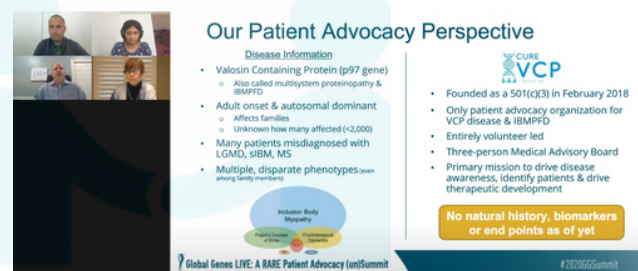 Our Patient Advocacy Perspective
Disease Information
• Valosin Containing Protein (p97 gene)
o Also called multisystem proteinopathy &
IBMPFD
• Adult onset & autosomal dominant
o Affects families
o Unknown how many affected (<2,000)
• Many patients misdiagnosed with
LGMD, sIBM, MS
• Multiple, disparate phenotypes (even
among family members)
Inclusion Body
Myopathy
Paget's Disease
of Bone
Frontotemporal
Dementia
CURE
VCP
• Founded as a 501(c)(3) in February 2018
• Only patient advocacy organization for
VCP disease & IBMPFD
• Entirely volunteer led
• Three-person Medical Advisory Board
• Primary mission to drive disease
awareness, identify patients & drive
therapeutic development
No natural history, biomarkers
or end points as of yet
Global Genes LIVE: A RARE Patient Advocacy (un)Summit
#2020GGSummit